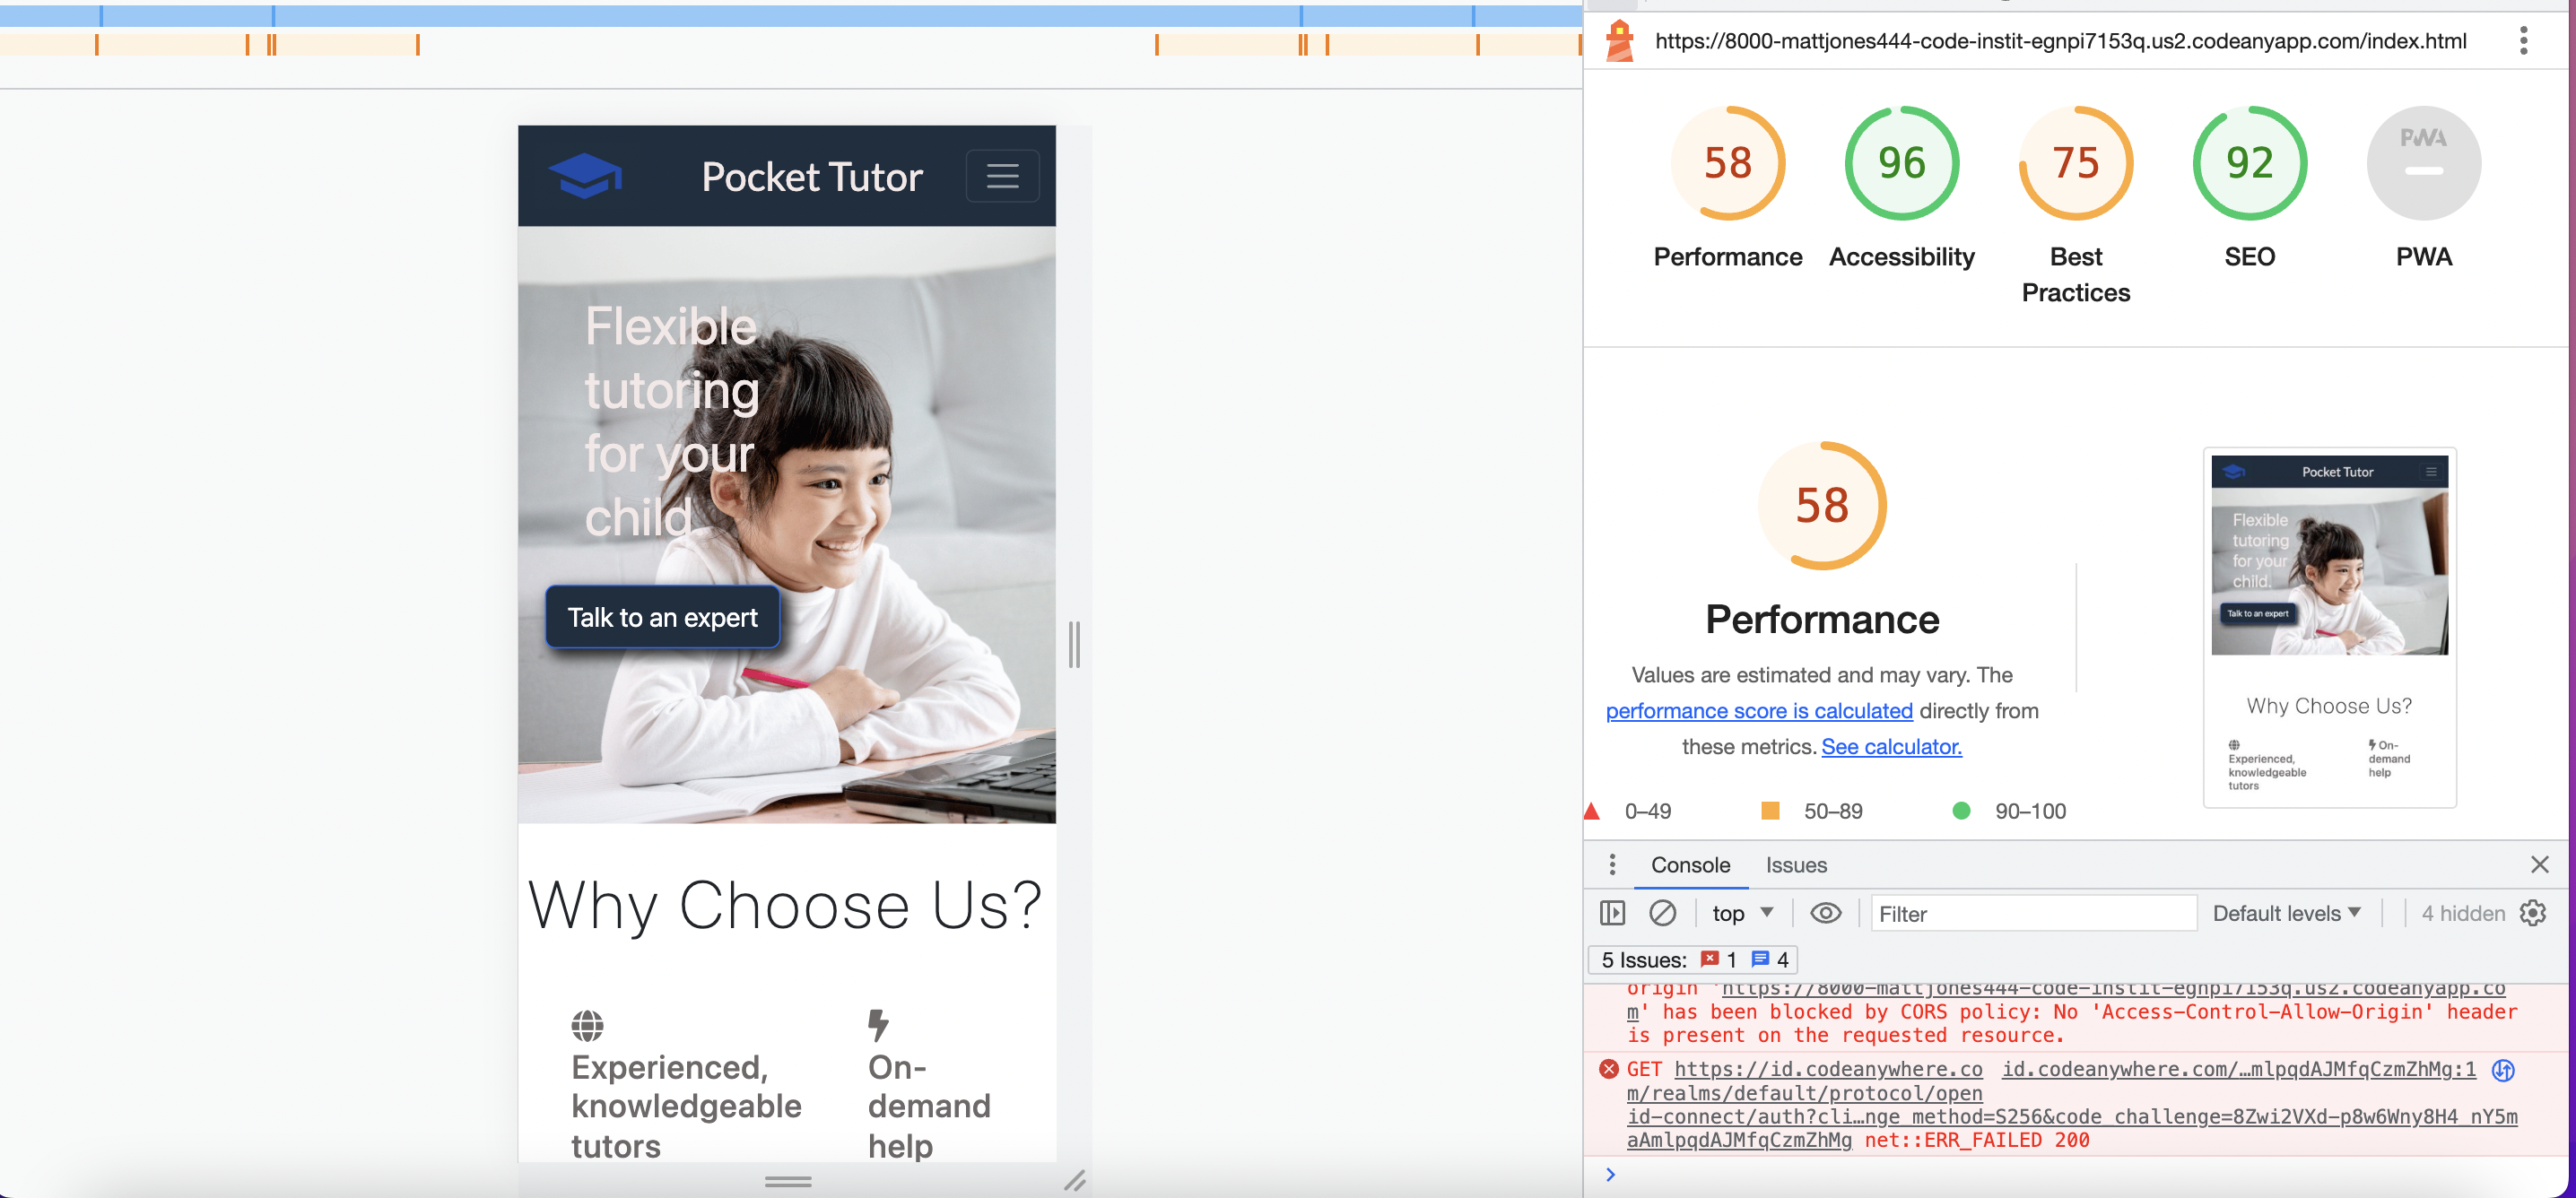 Pocket Tutor
Flexible
tutoring
for your
child.
Talk to an expert
Why Choose Us?
Experienced,
knowledgeable
tutors
On-
demand
help
https://8000-mattjones444-code-instit-egnpi7153q.us2.codeanyapp.com/index.html
58
96
75
92
PWA
Performance
Accessibility
Best
Practices
SEO
PWA
58
Performance
Values are estimated and may vary. The
performance score is calculated directly from
these metrics. See calculator.
0–49
50–89
90–100
Pocket Tutor
Flexible
tutoring
for your
child.
Talk to an expert
Why Choose Us?
Experienced,
knowledgeable
tutors
On-
demand
help
Console
Issues
top
Filter
Default levels
4 hidden
5 Issues:
1
4
origin 'https://8000-mattjones444-code-instit-egnpi7153q.us2.codeanyapp.co
m' has been blocked by CORS policy: No 'Access-Control-Allow-Origin' header
is present on the requested resource.
GET https://id.codeanywhere.co id.codeanywhere.com/…mlpqdAJMfqCzmZhMg:1
m/realms/default/protocol/open
id-connect/auth?cli…nge_method=S256&code_challenge=8Zwi2VXd-p8w6Wny8H4_nY5m
aAmlpqdAJMfqCzmZhMg net::ERR_FAILED 200